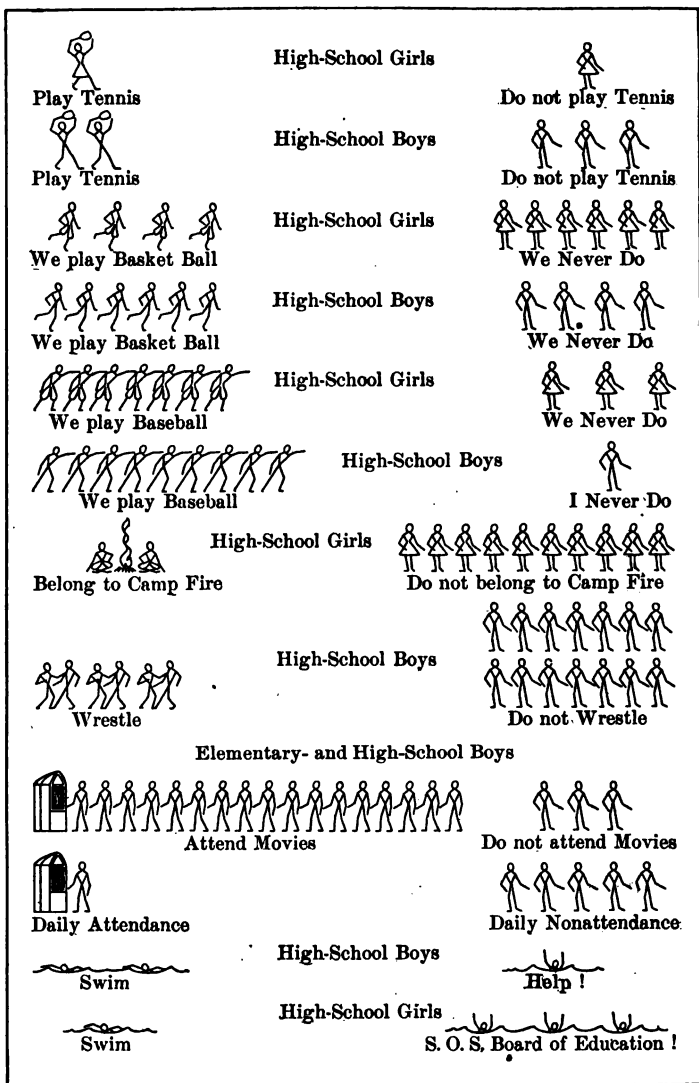 High-School Girls
Play Tennis Do not play Tennis
High-School Boys
Play Tennis Do not play Tennis
High-School Girls
We play Basket Ball We Never Do
High-School Boys
We play Basket Ball We Never Do
High-School Girls
We play Baseball We Never Do
High-School Boys
We play Baseball I Never Do
High-School Girls
Belong to Camp Fire Do not belong to Camp Fire
High-School Boys
Wrestle Do not Wrestle
Elementary- and High-School Boys
Attend Movies Do not attend Movies
Daily Attendance Daily Nonattendance
High-School Boys
Swim Help !
High-School Girls
Swim S. O. S. Board of Education !